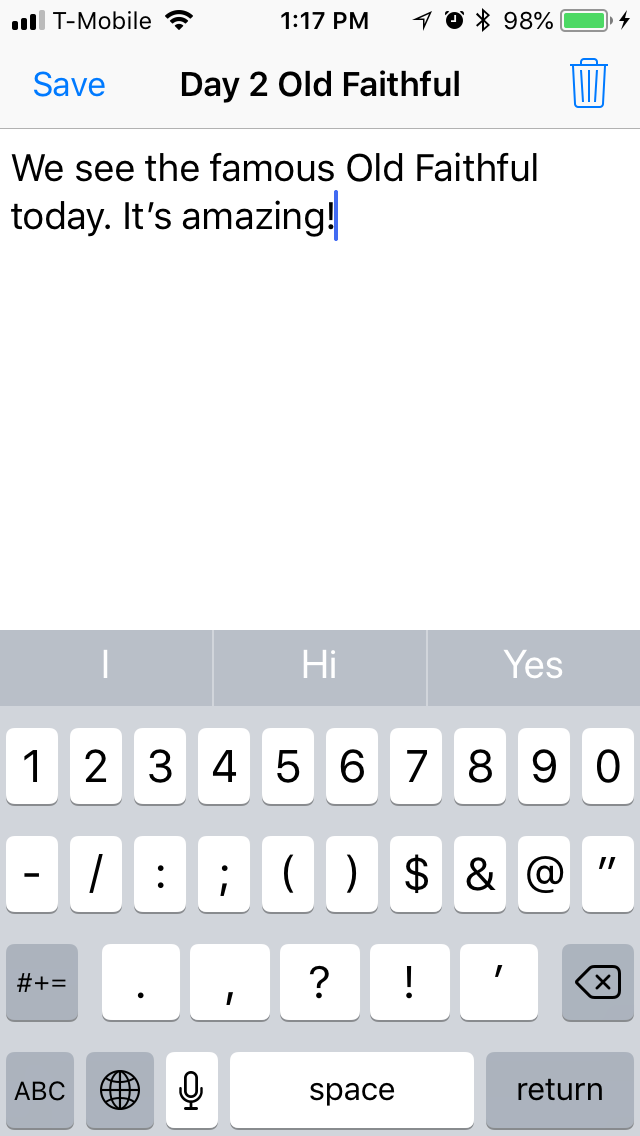 T-Mobile 1:17 PM 98%
Save Day 2 Old Faithful
We see the famous Old Faithful
today. It’s amazing!
I Hi Yes
1 2 3 4 5 6 7 8 9 0
- / : ; ( ) $ & @ "
#+= . , ? ! ’
ABC space return